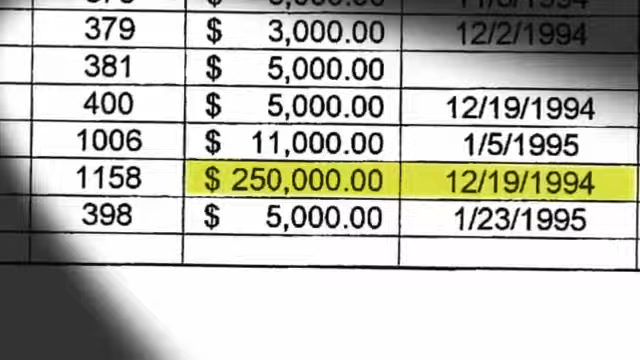 379 $ 3,000.00 12/2/1994
381 $ 5,000.00
400 $ 5,000.00 12/19/1994
1006 $ 11,000.00 1/5/1995
1158 $ 250,000.00 12/19/1994
398 $ 5,000.00 1/23/1995